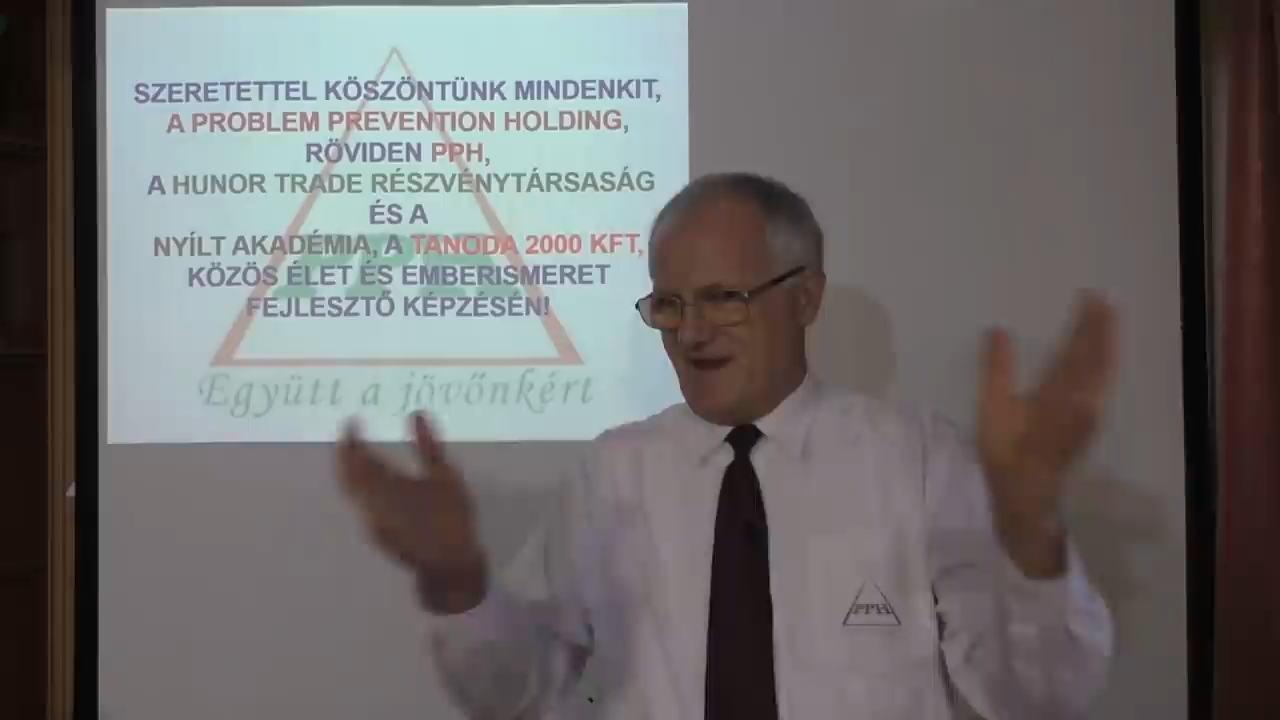 SZERETETTEL KÖSZÖNTÜNK MINDENKIT,
A PROBLEM PREVENTION HOLDING,
RÖVIDEN PPH,
A HUNOR TRADE RÉSZVÉNYTÁRSASÁG
ÉS A
NYÍLT AKADÉMIA, A TANODA 2000 KFT,
KÖZÖS ÉLET ÉS EMBERISMERET
FEJLESZTŐ KÉPZÉSÉN!
PPH
Együtt a jövőnkért
PPH